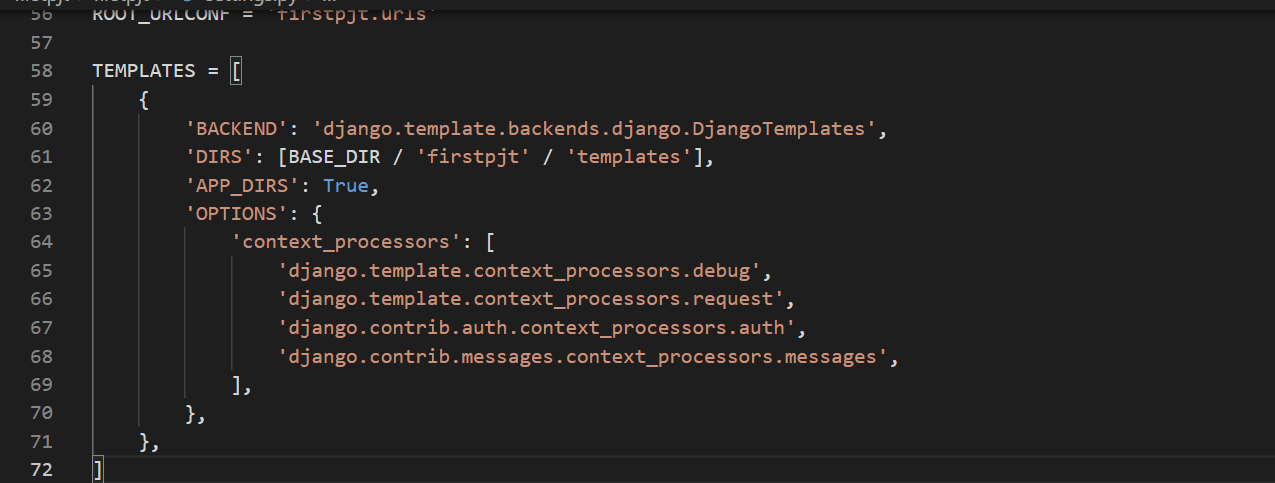 56 ROOT_URLCONF = 'firstpjt.urls'
57
58 TEMPLATES = [
59     {
60         'BACKEND': 'django.template.backends.django.DjangoTemplates',
61         'DIRS': [BASE_DIR / 'firstpjt' / 'templates'],
62         'APP_DIRS': True,
63         'OPTIONS': {
64             'context_processors': [
65                 'django.template.context_processors.debug',
66                 'django.template.context_processors.request',
67                 'django.contrib.auth.context_processors.auth',
68                 'django.contrib.messages.context_processors.messages',
69             ],
70         },
71     },
72 ]